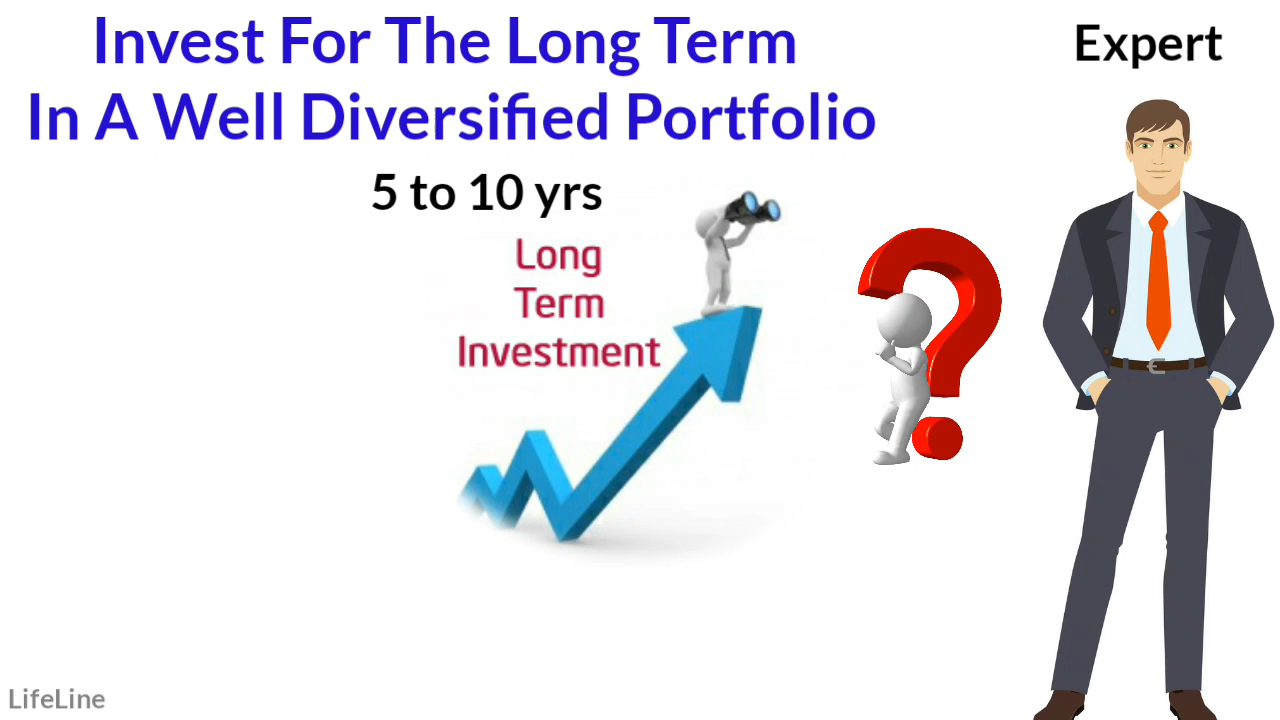 Invest For The Long Term
In A Well Diversified Portfolio
Expert
5 to 10 yrs
Long
Term
Investment
LifeLine